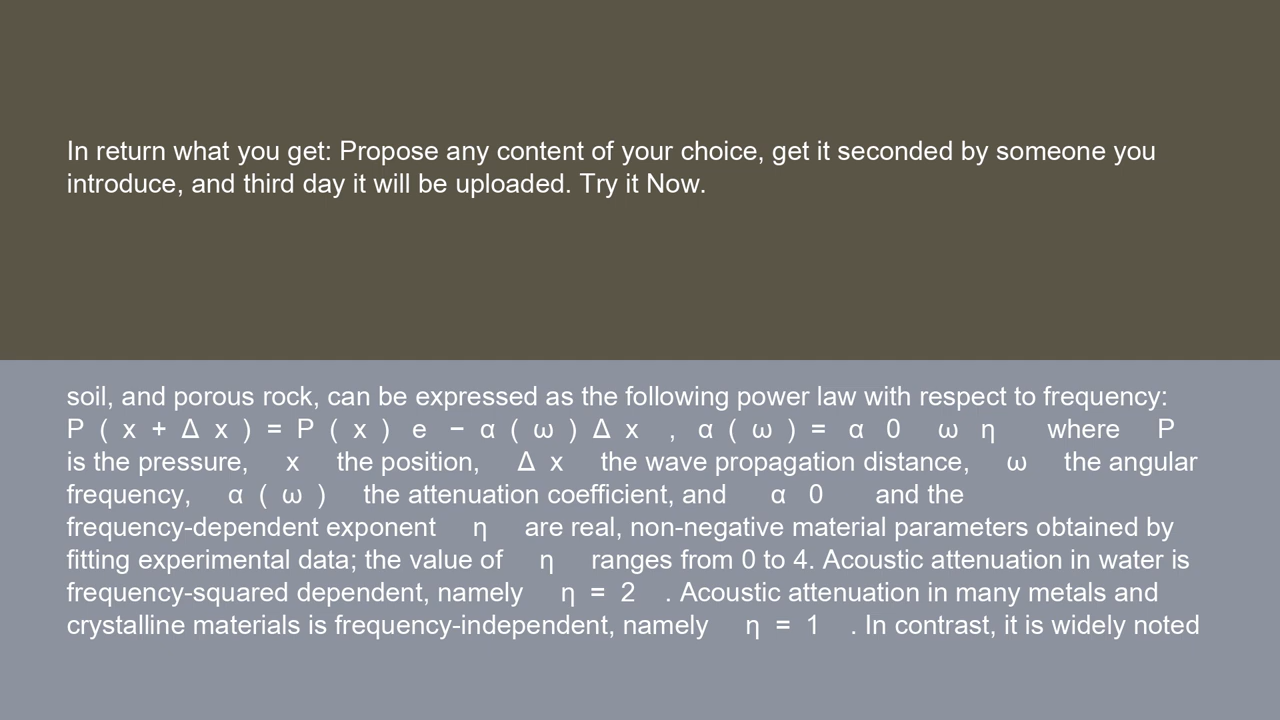 In return what you get: Propose any content of your choice, get it seconded by someone you
introduce, and third day it will be uploaded. Try it Now.
soil, and porous rock, can be expressed as the following power law with respect to frequency:
P ( x + Δ x ) = P ( x ) e − α ( ω ) Δ x , α ( ω ) = α 0 ω η where P
is the pressure, x the position, Δ x the wave propagation distance, ω the angular
frequency, α ( ω ) the attenuation coefficient, and α 0 and the
frequency-dependent exponent η are real, non-negative material parameters obtained by
fitting experimental data; the value of η ranges from 0 to 4. Acoustic attenuation in water is
frequency-squared dependent, namely η = 2 . Acoustic attenuation in many metals and
crystalline materials is frequency-independent, namely η = 1 . In contrast, it is widely noted